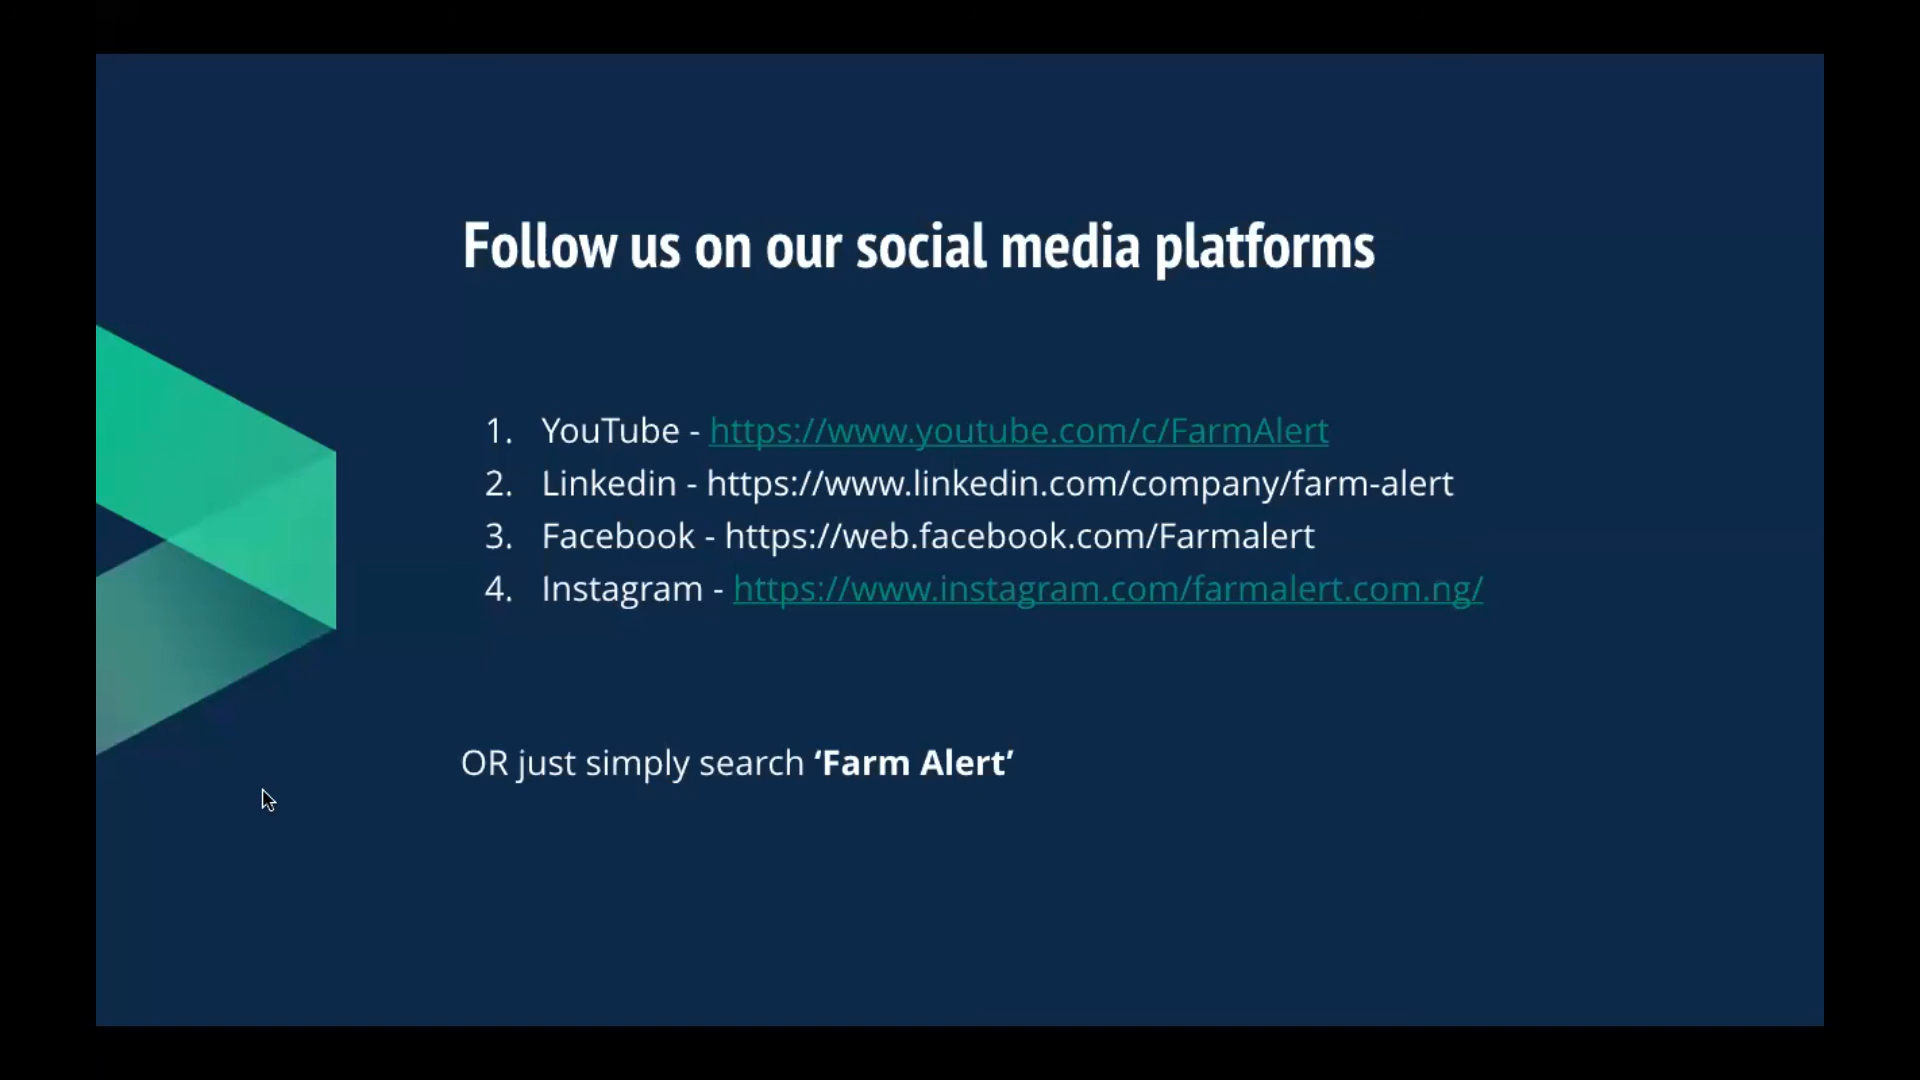 Follow us on our social media platforms
1. YouTube - https://www.youtube.com/c/FarmAlert
2. Linkedin - https://www.linkedin.com/company/farm-alert
3. Facebook - https://web.facebook.com/Farmalert
4. Instagram - https://www.instagram.com/farmalert.com.ng/
OR just simply search ‘Farm Alert’